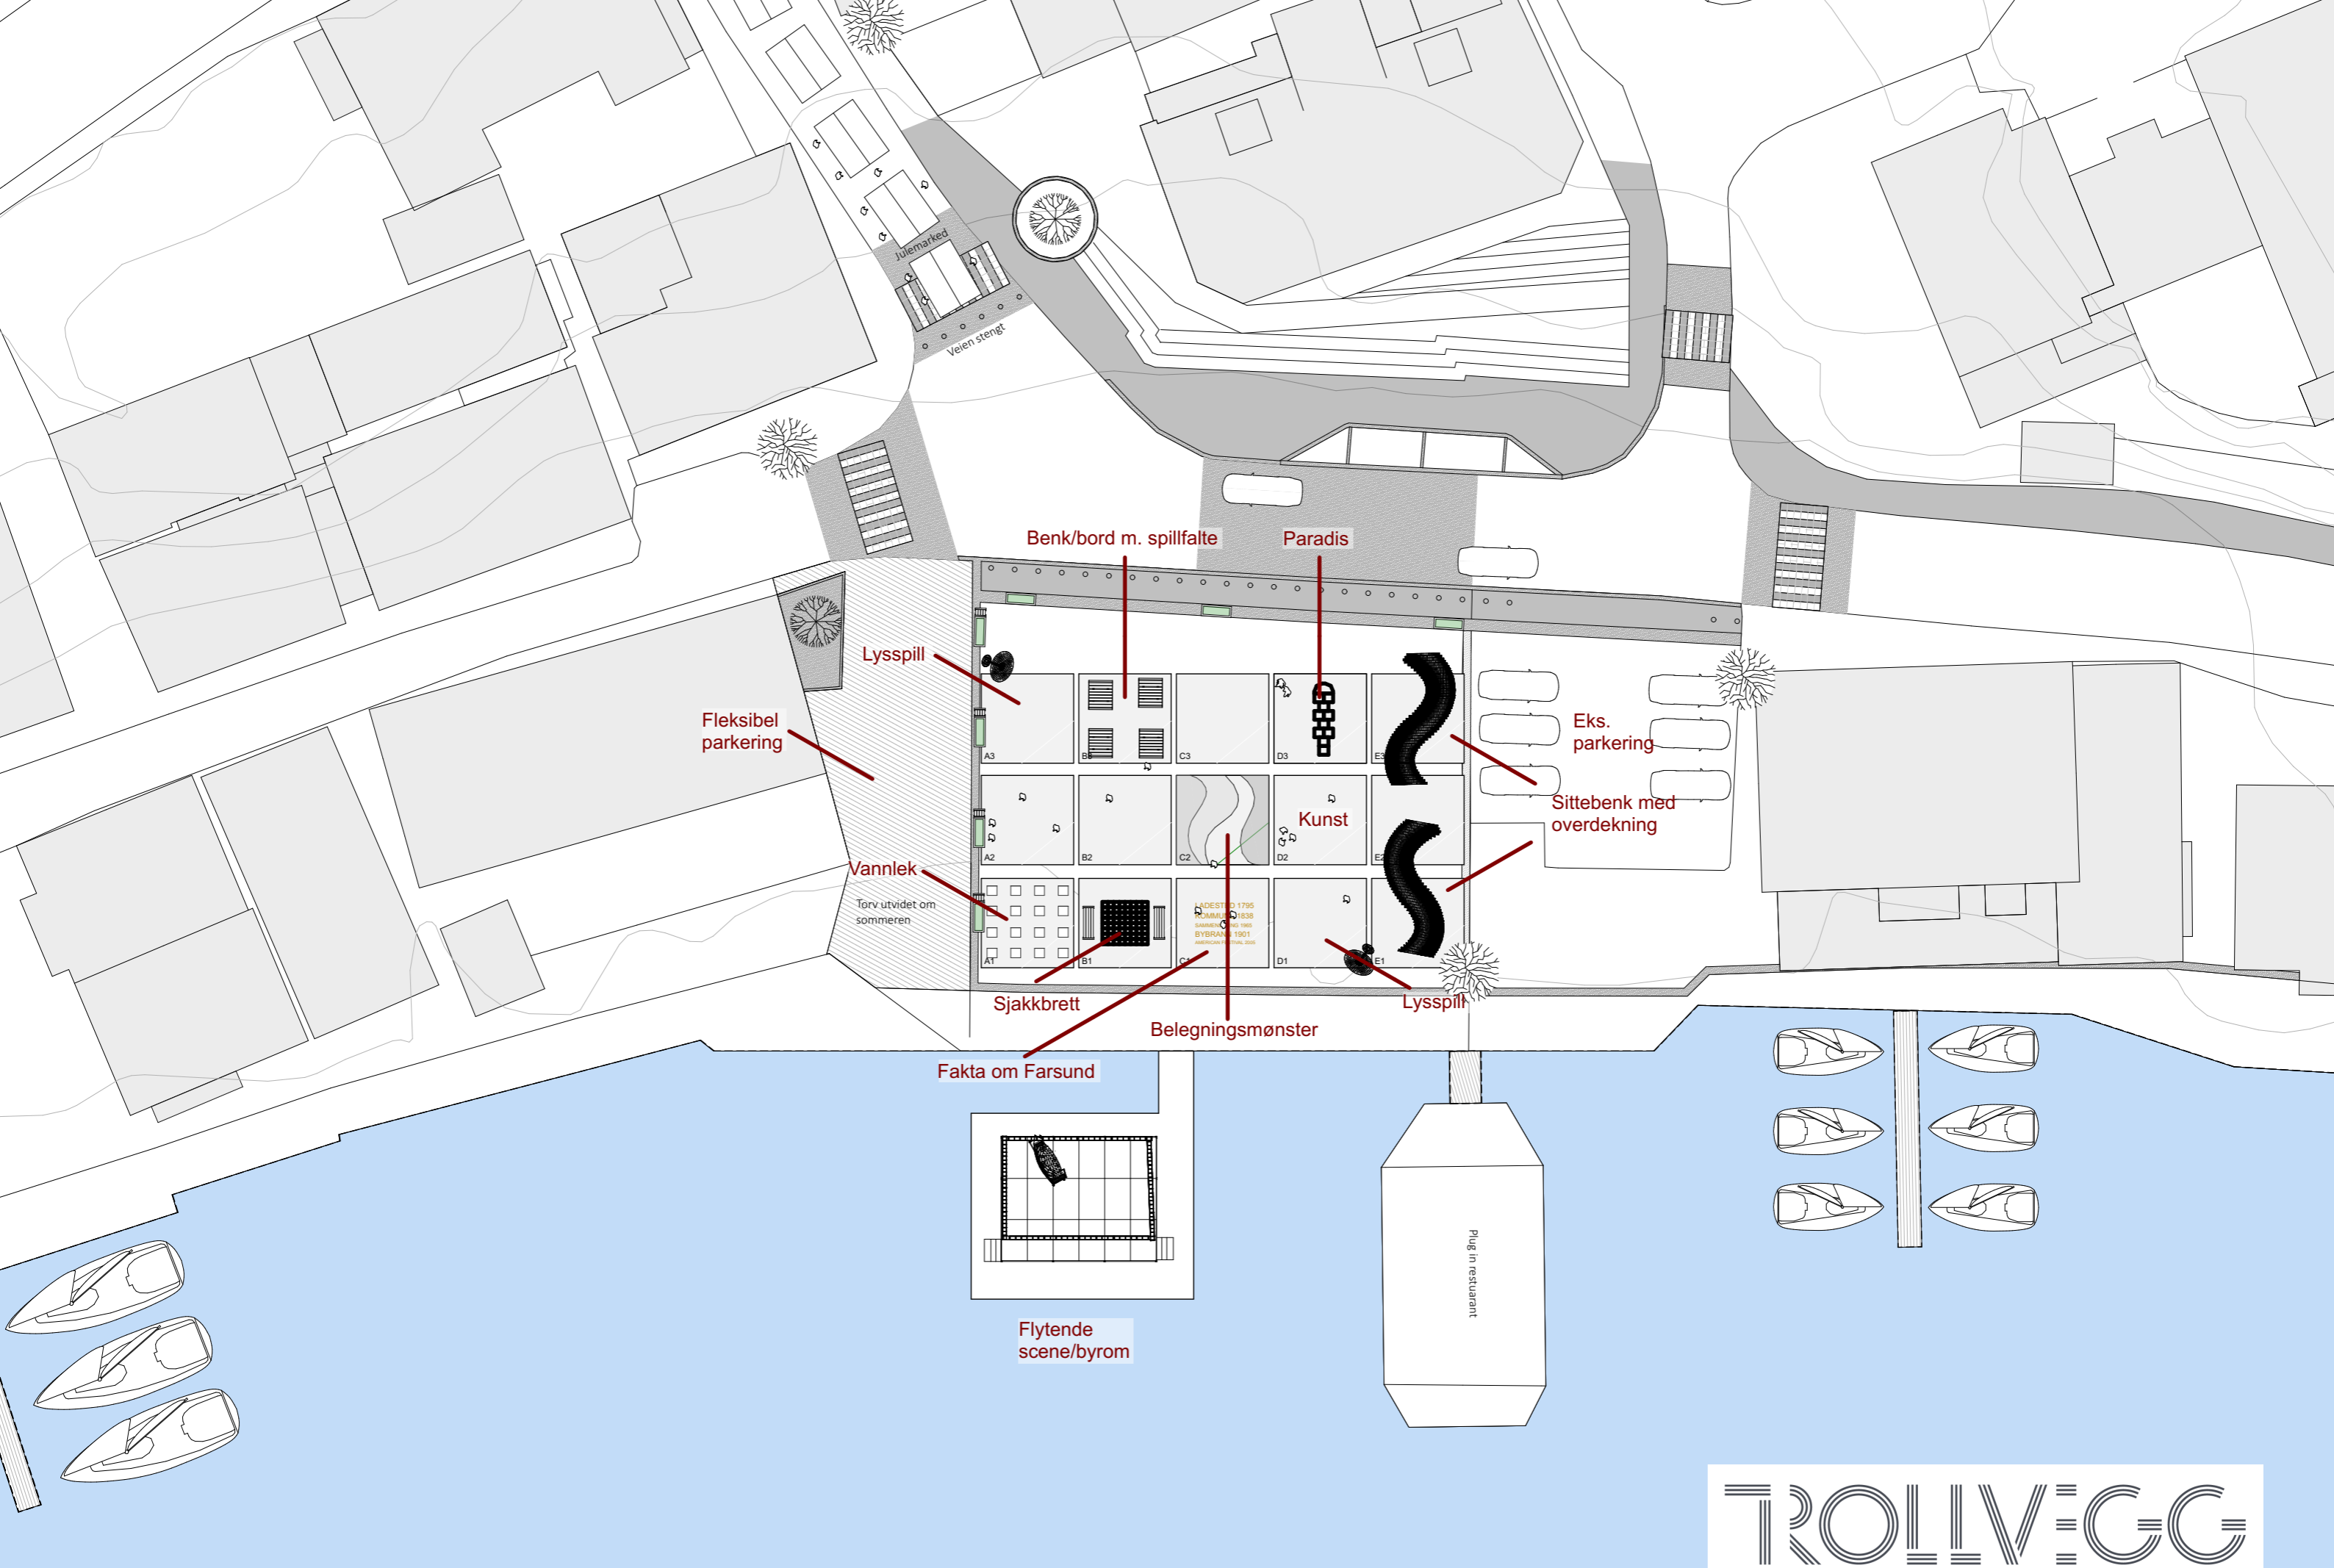 Julemarked
Veien stengt
Benk/bord m. spillfalte
Paradis
Lysspill
Fleksibel
parkering
Eks.
parkering
A3
C3
D3
E3
Sittebenk med
overdekning
Kunst
A2
B2
C2
D2
E2
Vannlek
Torv utvidet om
sommeren
LADESTED 1795
BYBRANN 1901
A1
B1
C1
D1
E1
Sjakkbrett
Lysspill
Belegningsmønster
Fakta om Farsund
Plug in restuarant
Flytende
scene/byrom
TROLLVEGG